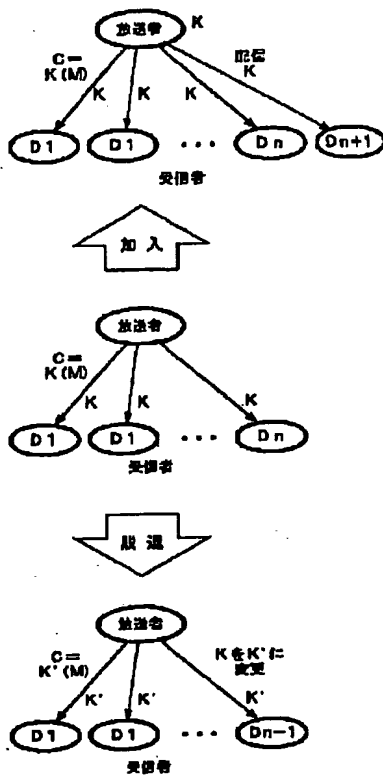 放送者 K
C=
K(M)
配信
K
K K K
D1 D1 ... Dn Dn+1
受信者
加入
放送者
C=
K(M)
K K K
D1 D1 ... Dn
受信者
脱退
放送者
C=
K'(M)
KをK'に
変更
K' K' K'
D1 D1 ... Dn-1
受信者